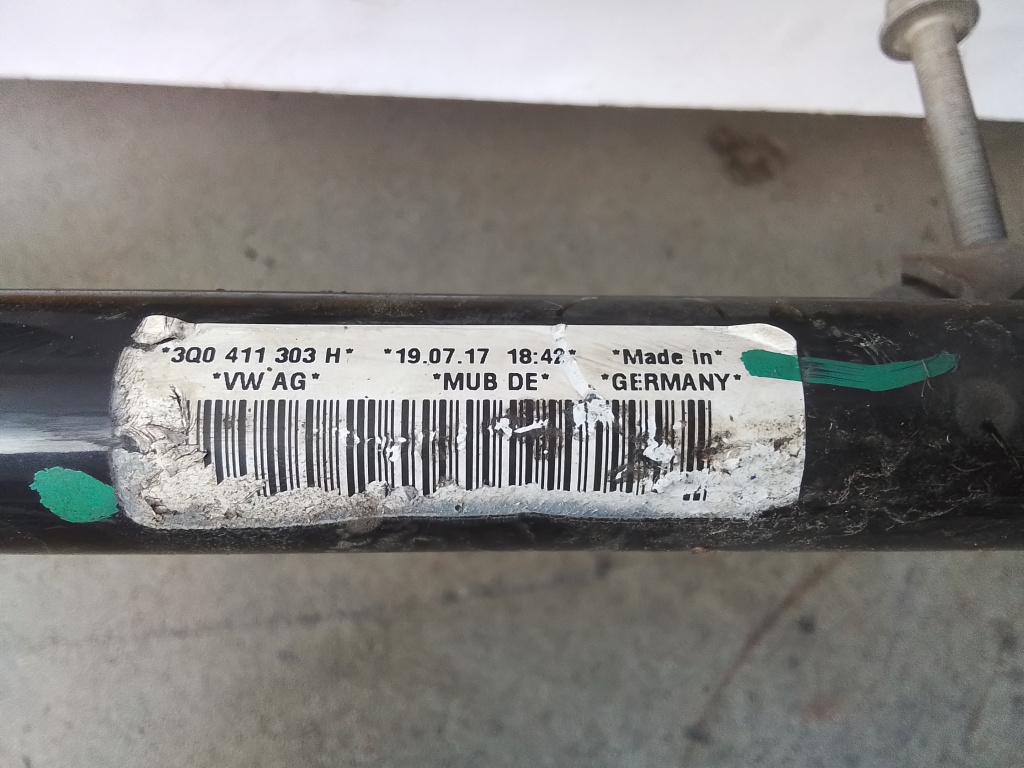 *3Q0 411 303 H* *19.07.17 18:42* *Made in*
*VW AG* *MUB DE* *GERMANY*